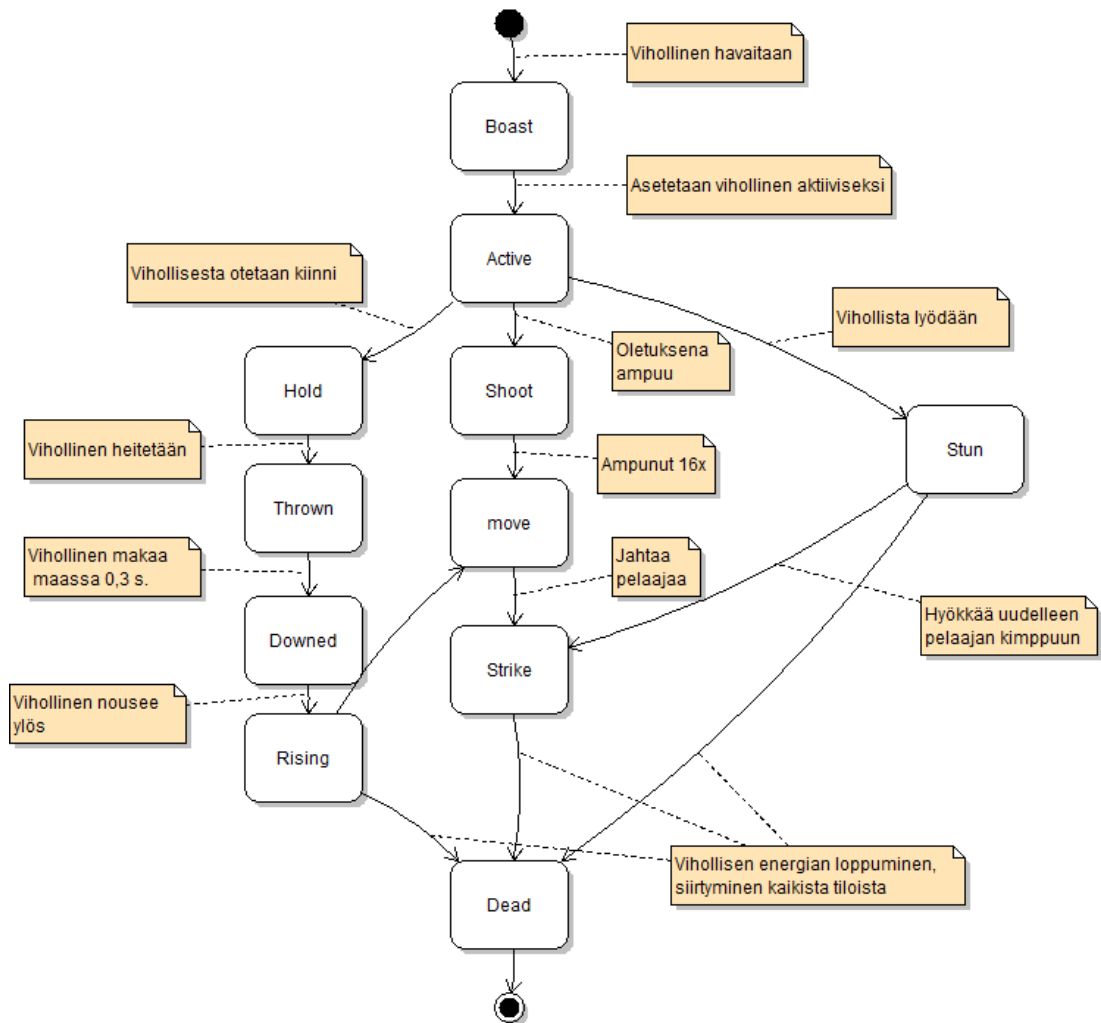 Vihollinen havaitaan
Boast
Asetetaan vihollinen aktiiviseksi
Active
Vihollisesta otetaan kiinni
Vihollista lyödään
Oletuksena
ampuu
Hold
Shoot
Stun
Vihollinen heitetään
Ampunut 16x
Thrown
move
Vihollinen makaa
maassa 0,3 s.
Jahtaa
pelaajaa
Hyökkää uudelleen
pelaajan kimppuun
Downed
Strike
Vihollinen nousee
ylös
Rising
Vihollisen energian loppuminen,
siirtyminen kaikista tiloista
Dead